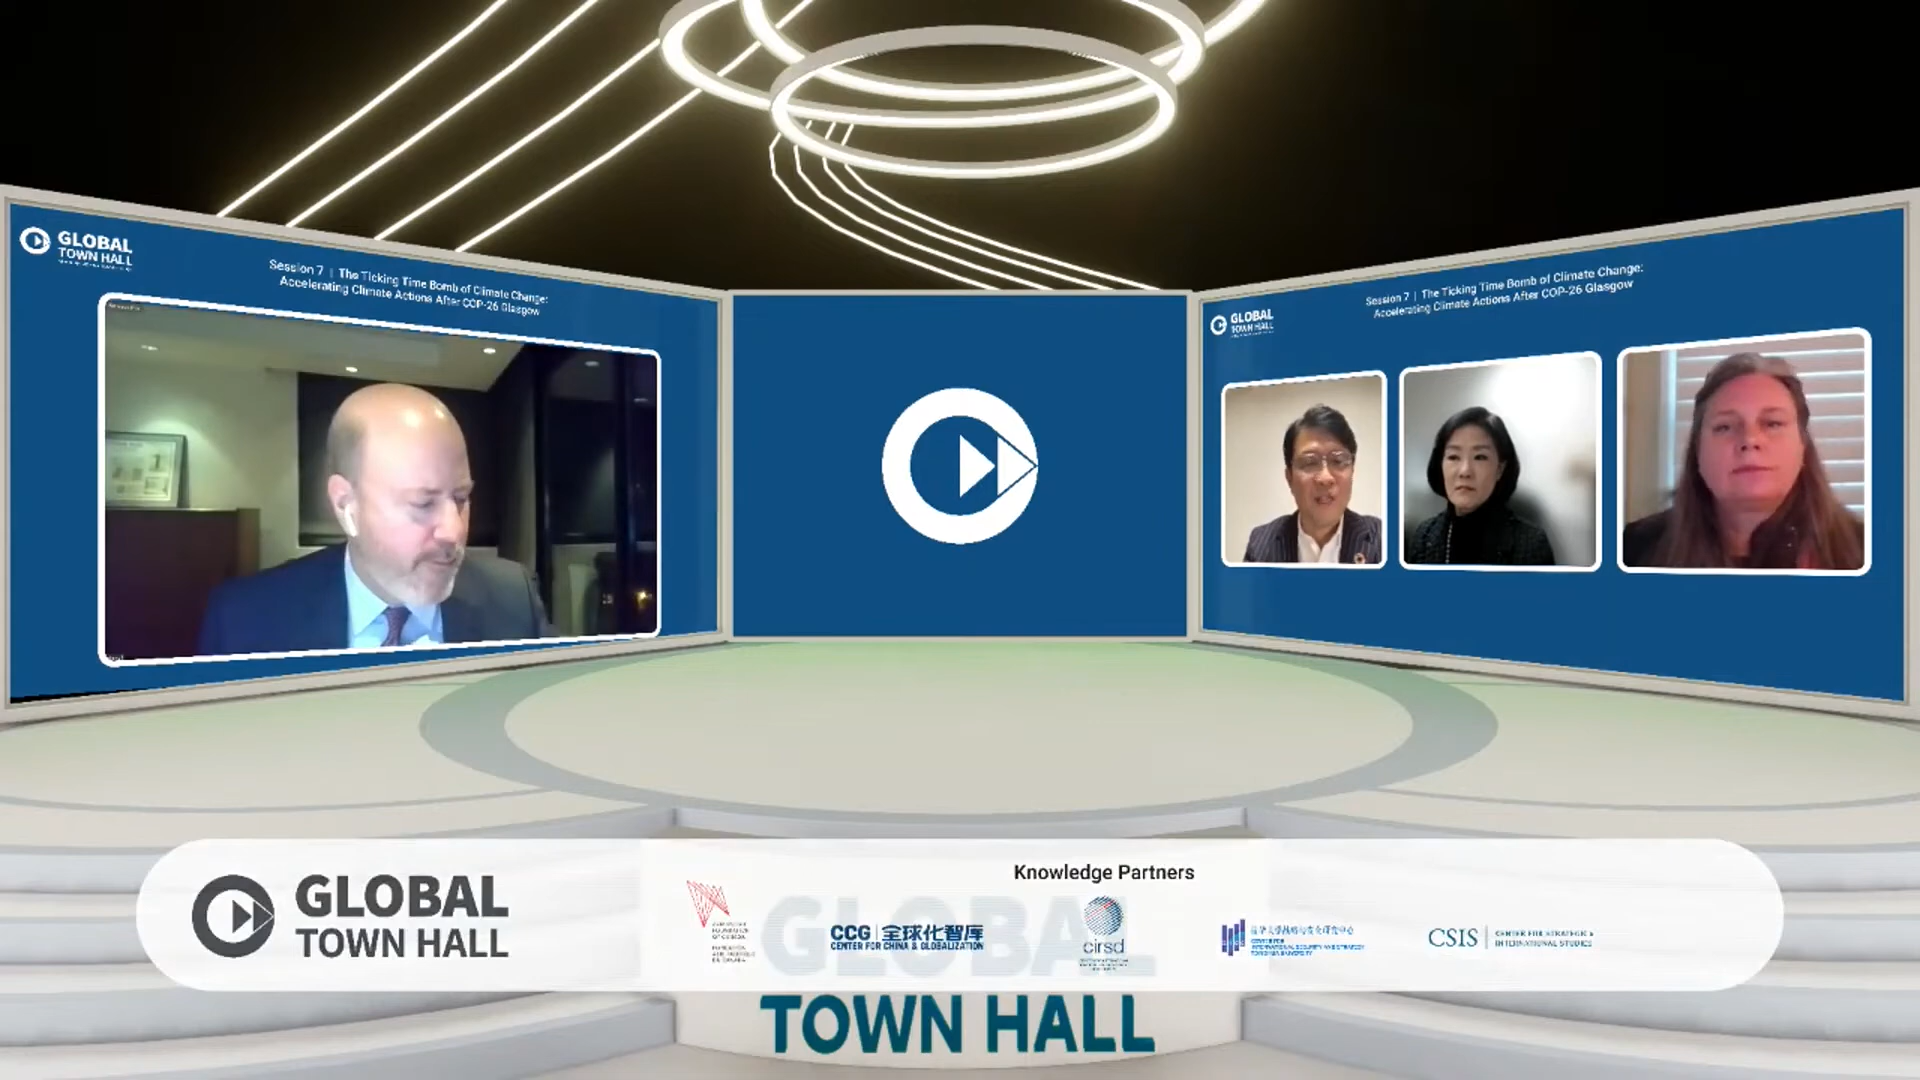 GLOBAL
TOWN HALL
Session 7 | The Ticking Time Bomb of Climate Change:
Accelerating Climate Actions After COP-26 Glasgow
GLOBAL
TOWN HALL
Session 7 | The Ticking Time Bomb of Climate Change:
Accelerating Climate Actions After COP-26 Glasgow
GLOBAL
TOWN HALL
Knowledge Partners
CCG 全球化智库
CENTER FOR CHINA & GLOBALIZATION
cirsd
CSIS
CENTER FOR STRATEGIC &
INTERNATIONAL STUDIES
GLOBAL
TOWN HALL